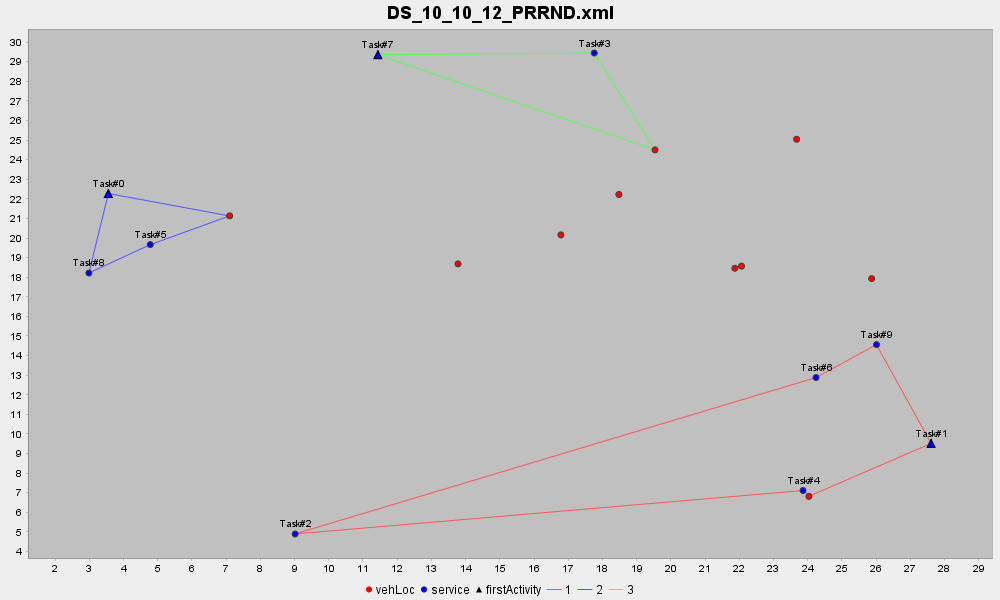 DS_10_10_12_PRRND.xml
30
29
28
27
26
25
24
23
22
21
20
19
18
17
16
15
14
13
12
11
10
9
8
7
6
5
4
Task#7
Task#3
Task#0
Task#5
Task#8
Task#9
Task#6
Task#1
Task#4
Task#2
2 3 4 5 6 7 8 9 10 11 12 13 14 15 16 17 18 19 20 21 22 23 24 25 26 27 28 29
vehLoc service firstActivity 1 2 3